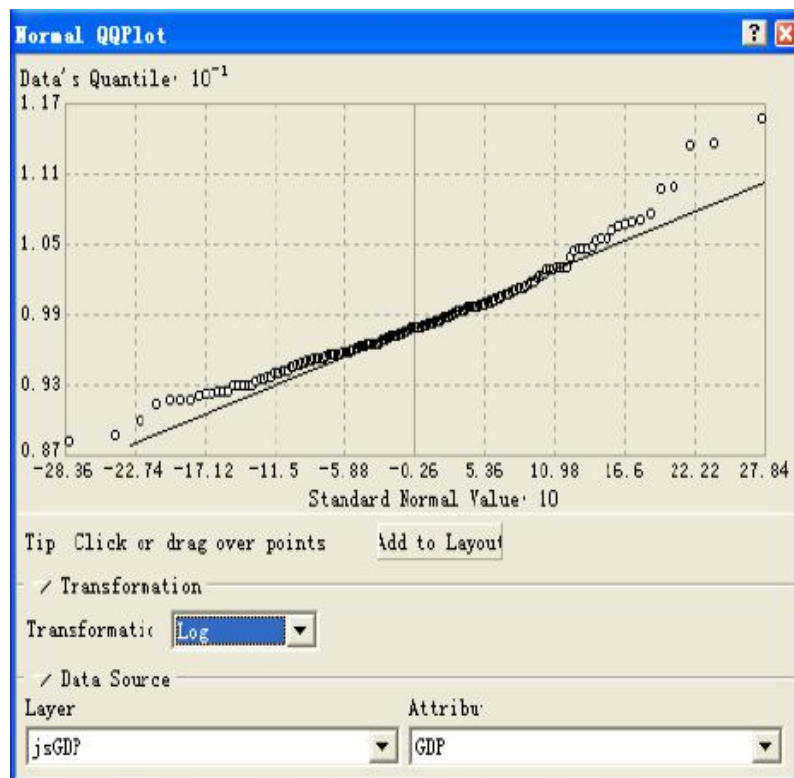 Normal QQPlot
Data's Quantile· 10⁻¹
1.17
1.11
1.05
0.99
0.93
0.87
-28.36 -22.74 -17.12 -11.5 -5.88 -0.26 5.36 10.98 16.6 22.22 27.84
Standard Normal Value· 10
Tip Click or drag over points Add to Layout
Transformation
Transformatic Log
Data Source
Layer Attribu
jsGDP GDP